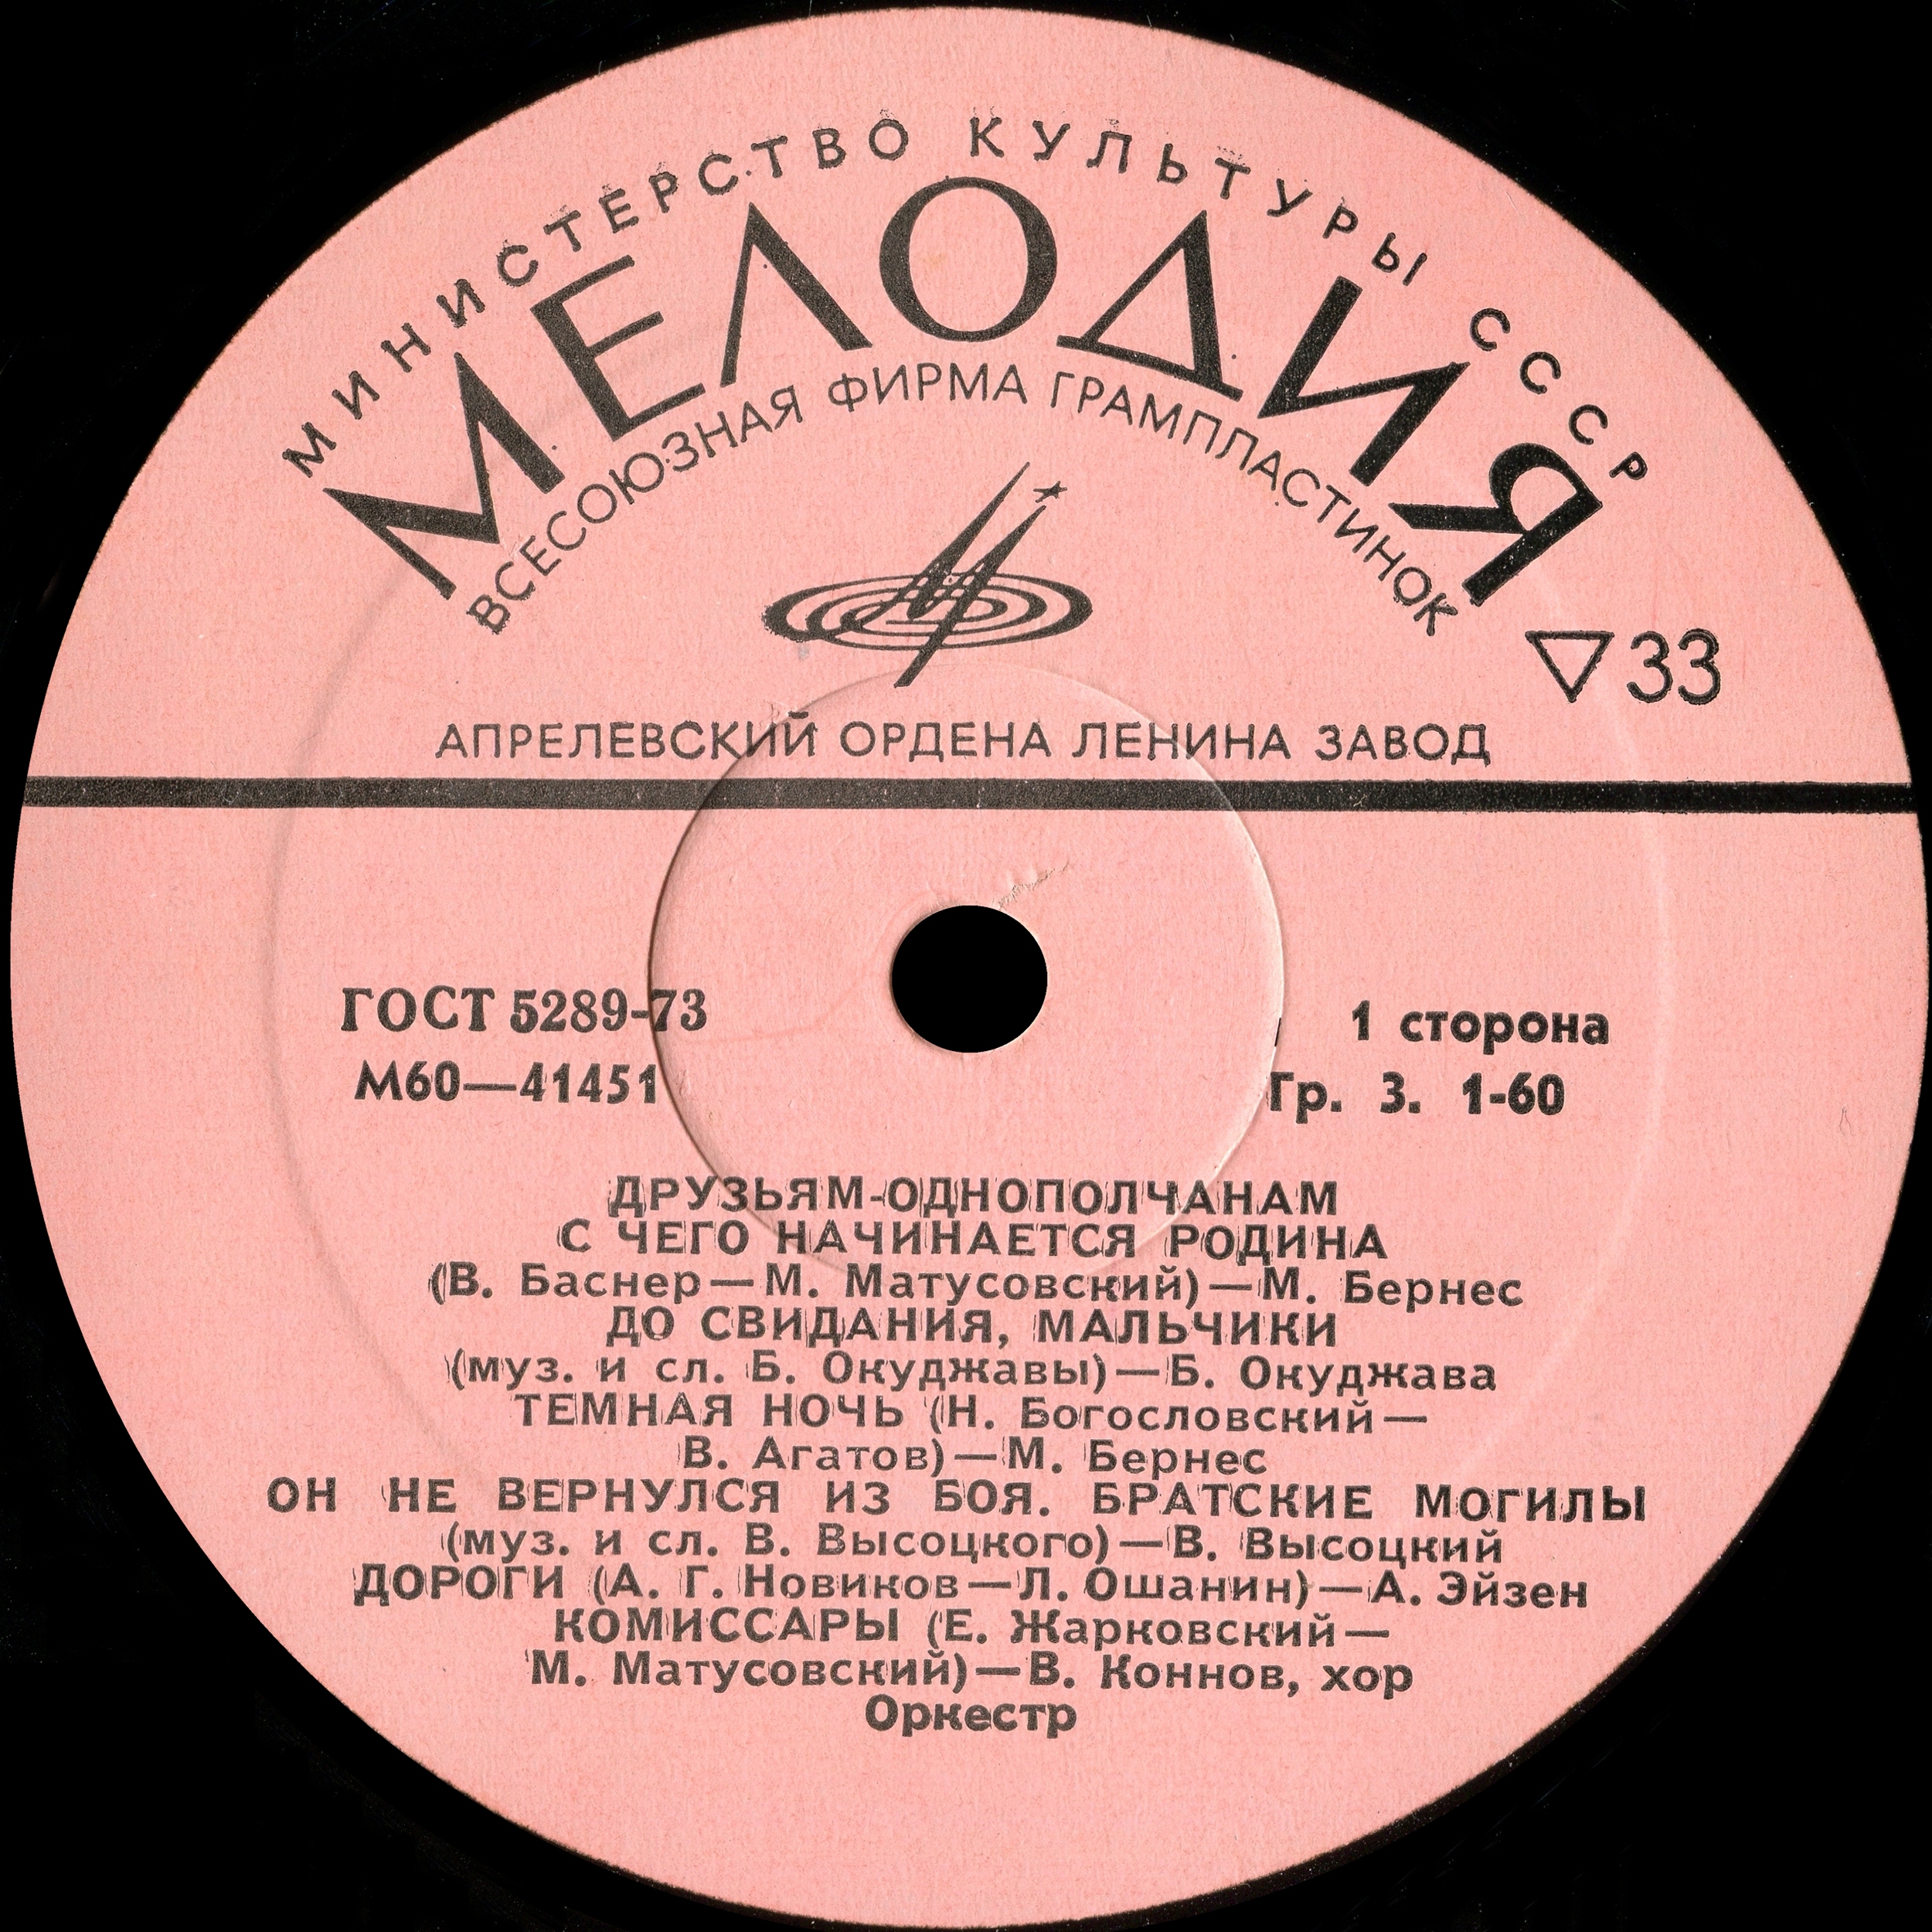 МИНИСТЕРСТВО КУЛЬТУРЫ СССР
МЕЛОДИЯ
ВСЕСОЮЗНАЯ ФИРМА ГРАМПЛАСТИНОК
▽33
АПРЕЛЕВСКИЙ ОРДЕНА ЛЕНИНА ЗАВОД
ГОСТ 5289-73
1 сторона
М60—41451
Гр. 3. 1-60
ДРУЗЬЯМ-ОДНОПОЛЧАНАМ
С ЧЕГО НАЧИНАЕТСЯ РОДИНА
(В. Баснер—М. Матусовский)—М. Бернес
ДО СВИДАНИЯ, МАЛЬЧИКИ
(муз. и сл. Б. Окуджавы)—Б. Окуджава
ТЕМНАЯ НОЧЬ (Н. Богословский—
В. Агатов)—М. Бернес
ОН НЕ ВЕРНУЛСЯ ИЗ БОЯ. БРАТСКИЕ МОГИЛЫ
(муз. и сл. В. Высоцкого)—В. Высоцкий
ДОРОГИ (А. Г. Новиков—Л. Ошанин)—А. Эйзен
КОМИССАРЫ (Е. Жарковский—
М. Матусовский)—В. Коннов, хор
Оркестр